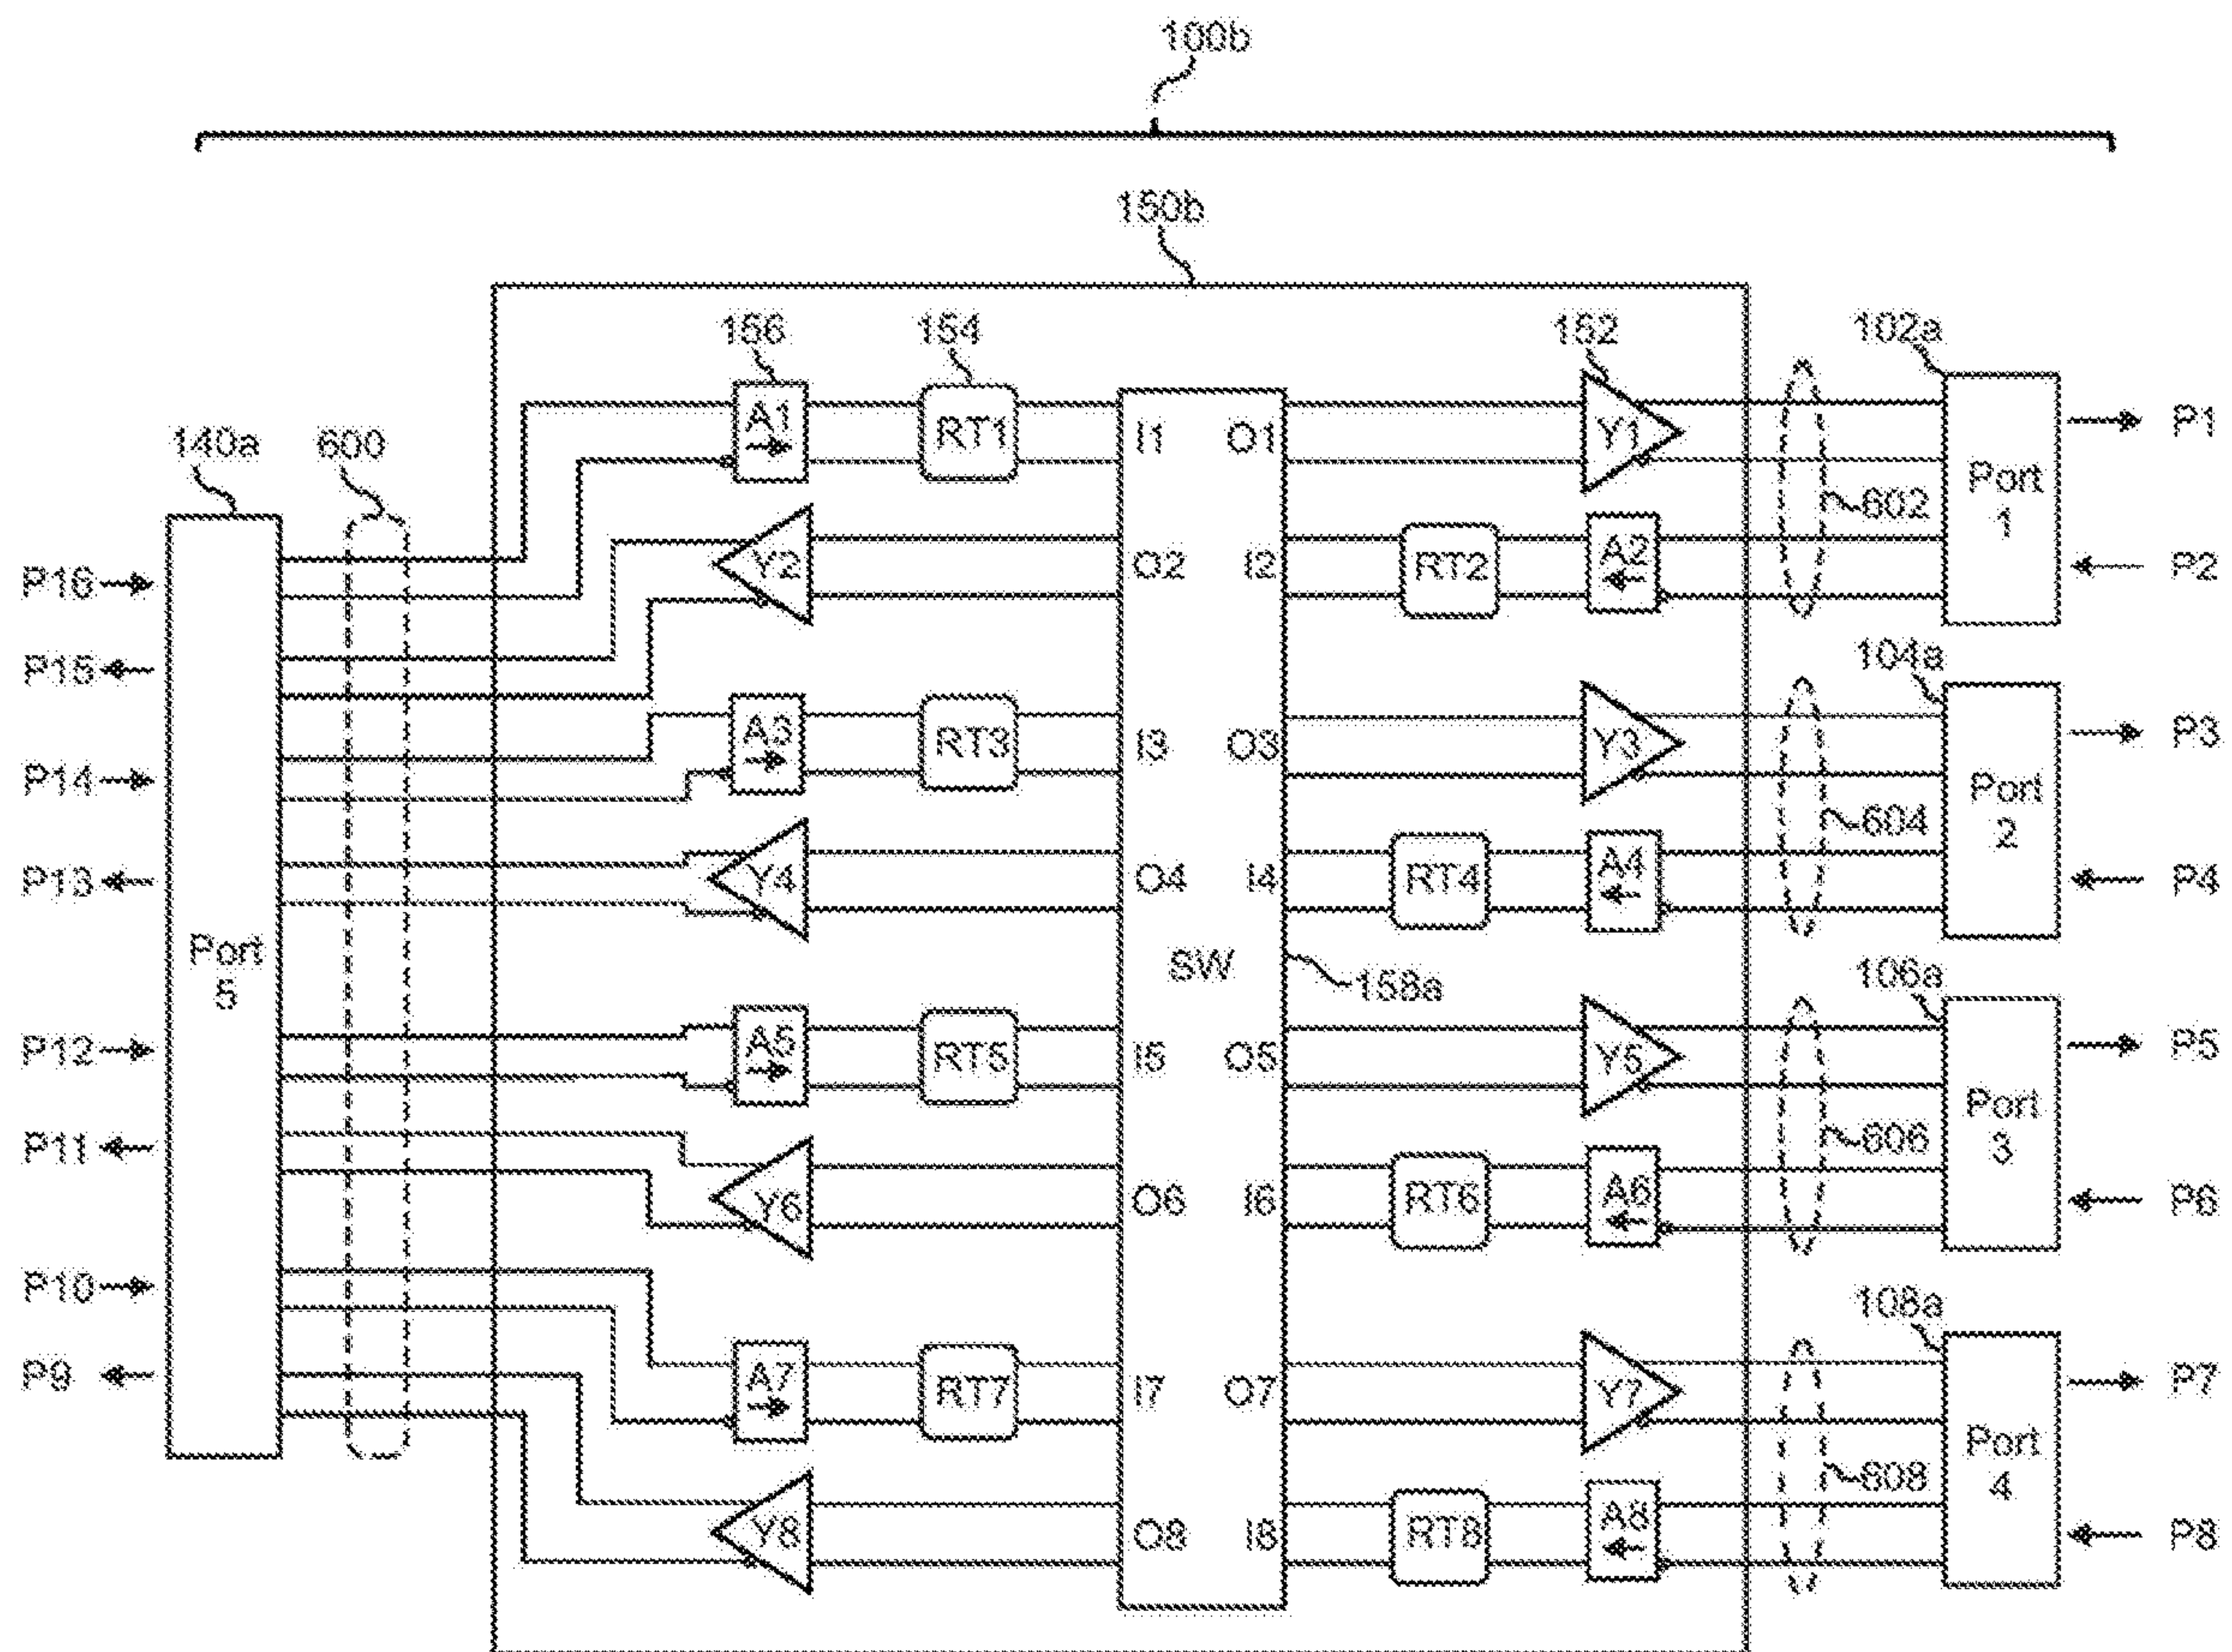 100b
150b
156 154 152 102a
140a 600
A1 RT1 I1 O1 Y1 P1
Port 1
602
P16 Y2 O2 I2 RT2 A2 P2
P15 104a
A3 RT3 I3 O3 Y3 P3
P14
Port 2
604
P13 Y4 O4 I4 RT4 A4 P4
Port 5
SW
158a
106a
P12 A5 RT5 I5 O5 Y5 P5
Port 3
606
P11 Y6 O6 I6 RT6 A6 P6
P10 108a
P9 A7 RT7 I7 O7 Y7 P7
Port 4
608
Y8 O8 I8 RT8 A8 P8